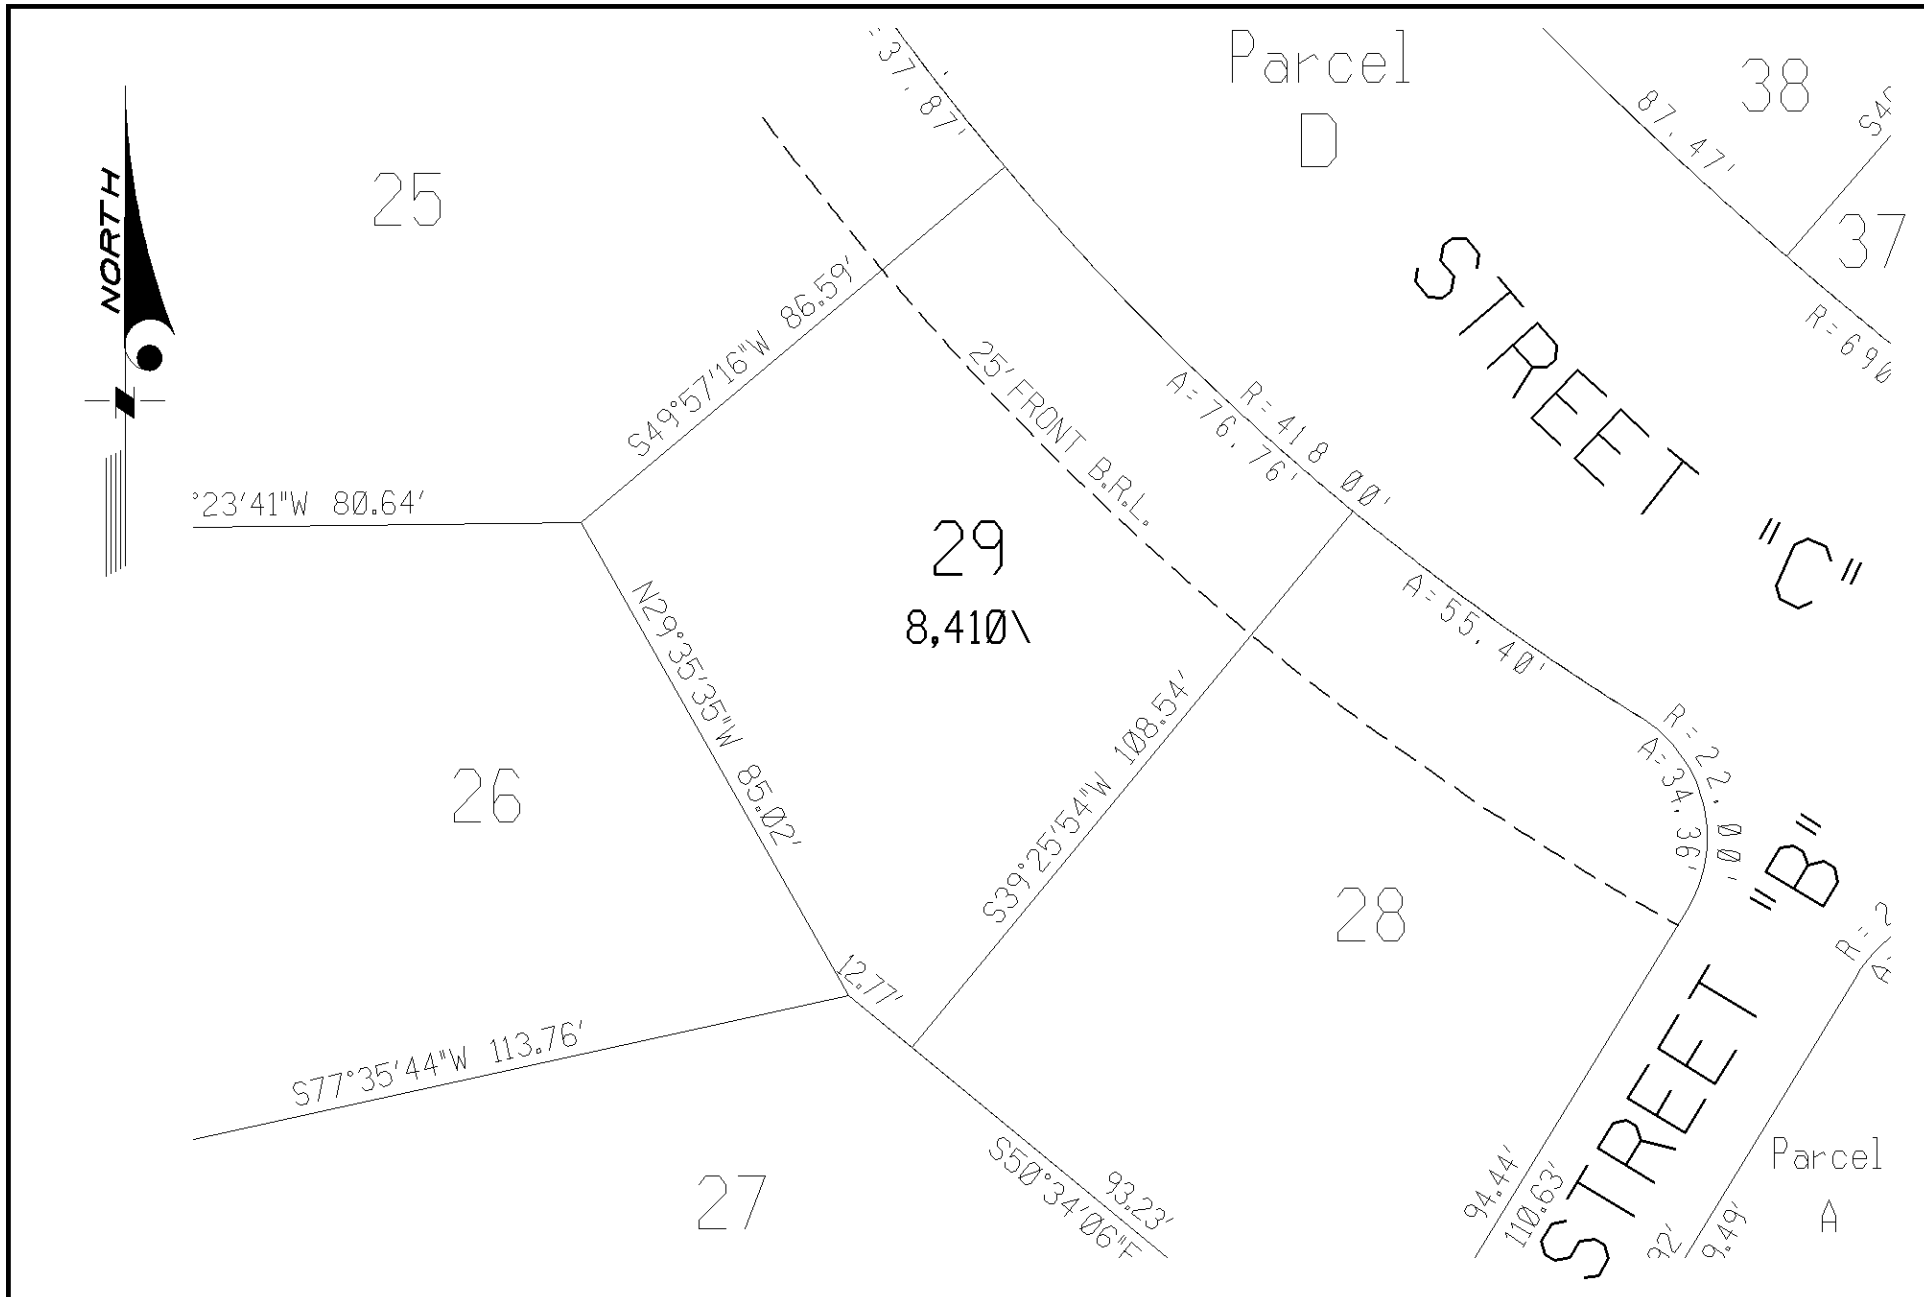 37.87'
Parcel
D
87.47'
38
37
NORTH
25
STREET "C"
R=690
S49°57'16"W 86.59'
25' FRONT B.R.L.
R=418.00'
A=76.76'
°23'41"W 80.64'
29
8,410\
N29°35'35"W 85.02'
A=55.40'
S39°25'54"W 108.54'
R=22.00'
A=34.36'
26
28
STREET "B"
12.77'
S77°35'44"W 113.76'
S50°34'06"E
93.23'
27
94.44'
110.63'
9.49'
Parcel
A